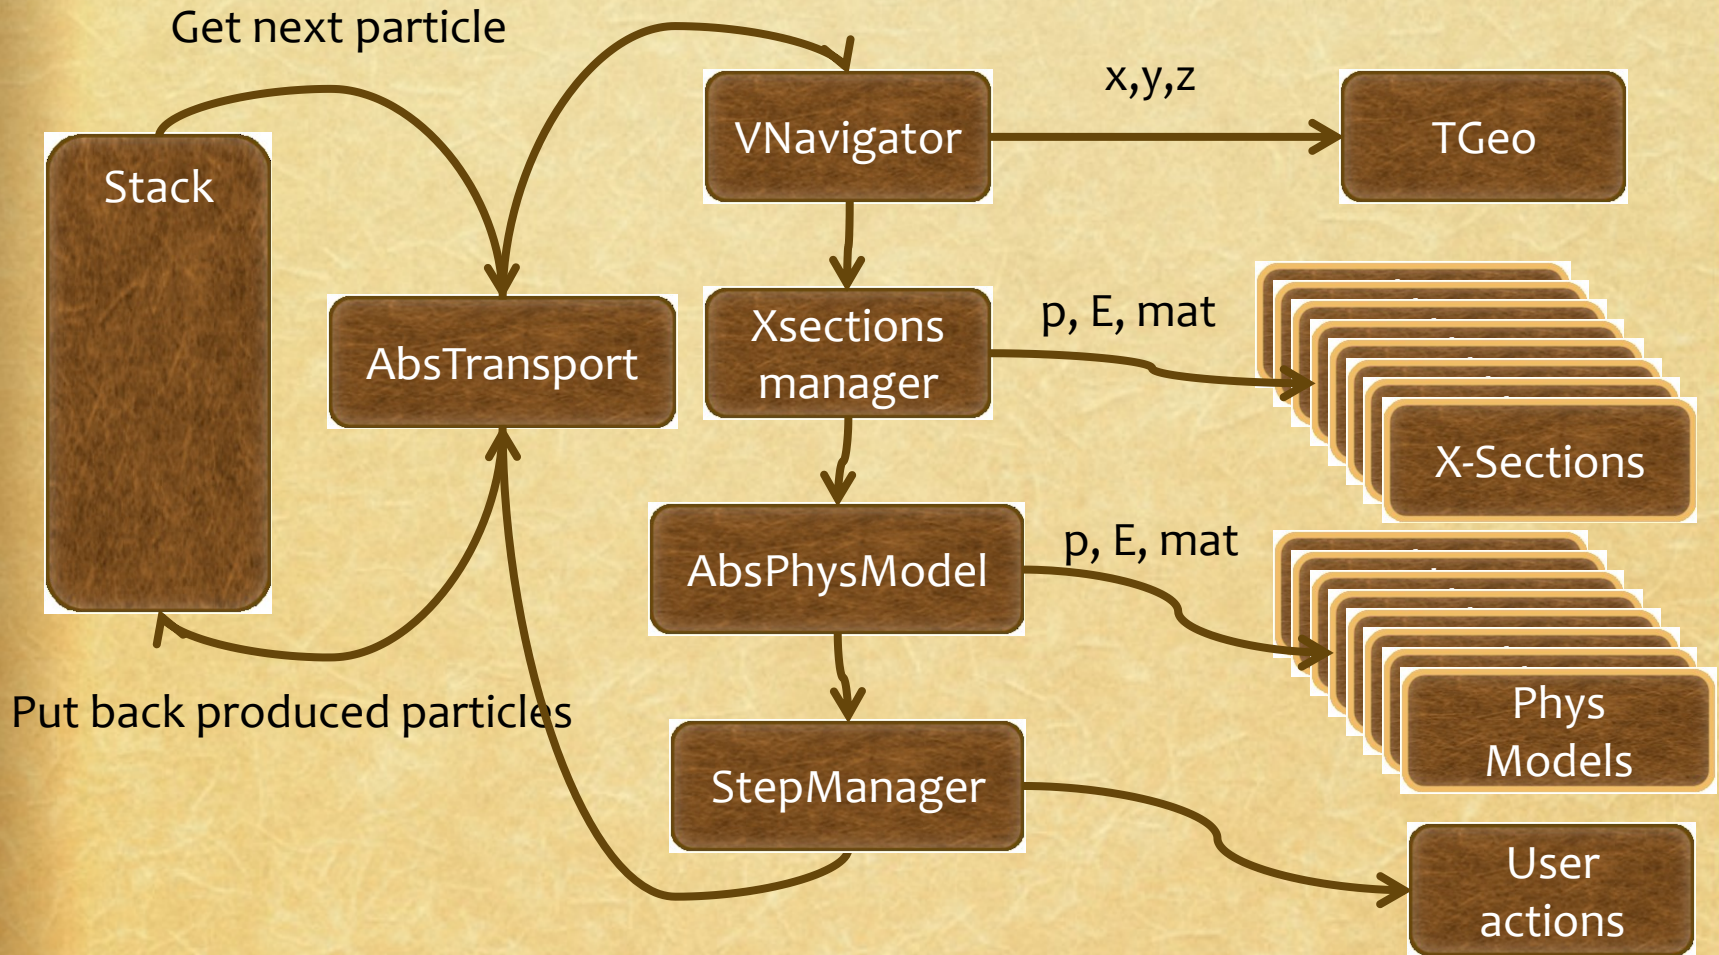 Get next particle
x,y,z
VNavigator
TGeo
Stack
Xsections
manager
p, E, mat
AbsTransport
X-Sections
AbsPhysModel
p, E, mat
Put back produced particles
Phys
Models
StepManager
User
actions